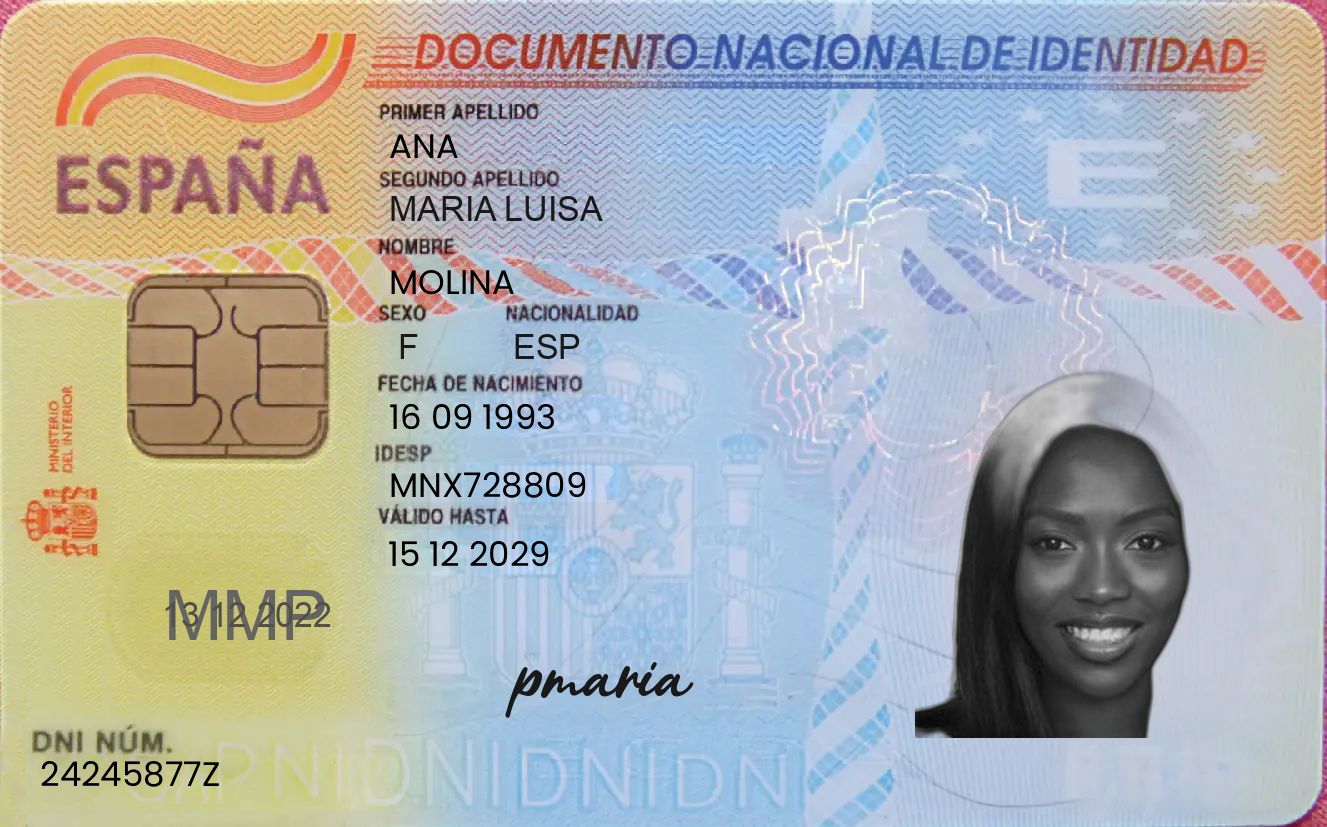 DOCUMENTO NACIONAL DE IDENTIDAD
ESPAÑA
PRIMER APELLIDO
ANA
SEGUNDO APELLIDO
MARIA LUISA
NOMBRE
MOLINA
SEXO NACIONALIDAD
F ESP
FECHA DE NACIMIENTO
16 09 1993
IDESP
MNX728809
VÁLIDO HASTA
15 12 2029
MINISTERIO
DEL INTERIOR
MMP
13 12 2022
pmaria
DNI NÚM.
24245877Z
E
DNIDNIDNIDN